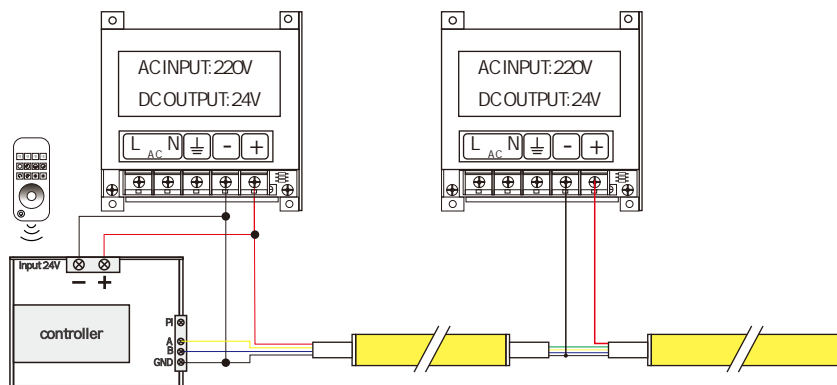 AC INPUT: 220V
DC OUTPUT: 24V
L AC N - +
AC INPUT: 220V
DC OUTPUT: 24V
L AC N - +
Input 24V
- +
controller
PI
A
B
GND